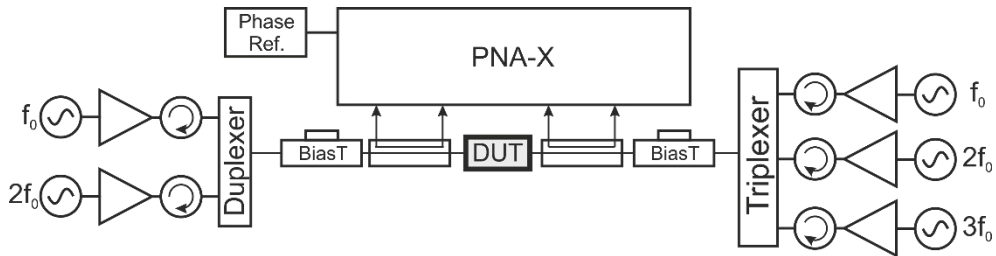 Phase
Ref.
PNA-X
f₀
2f₀
Duplexer
BiasT
DUT
BiasT
Triplexer
f₀
2f₀
3f₀